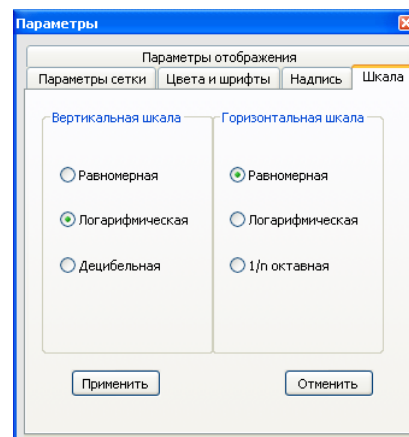 Параметры
Параметры отображения
Параметры сетки Цвета и шрифты Надпись Шкала
Вертикальная шкала Горизонтальная шкала
Равномерная Равномерная
Логарифмическая Логарифмическая
Децибельная 1/n октавная
Применить Отменить